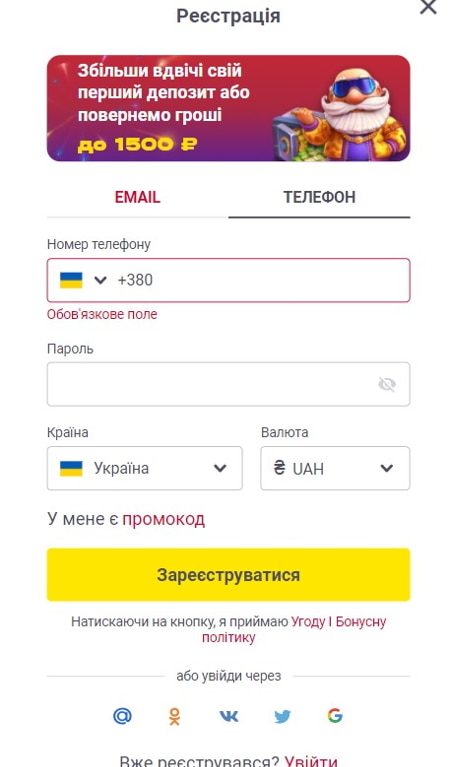 Реєстрація
Збільши вдвічі свій
перший депозит або
повернемо гроші
до 1500 ₽
EMAIL
ТЕЛЕФОН
Номер телефону
+380
Обов'язкове поле
Пароль
Країна
Валюта
Україна
₴ UAH
У мене є промокод
Зареєструватися
Натискаючи на кнопку, я приймаю Угоду І Бонусну
політику
або увійди через
Вже реєструвався? Увійти